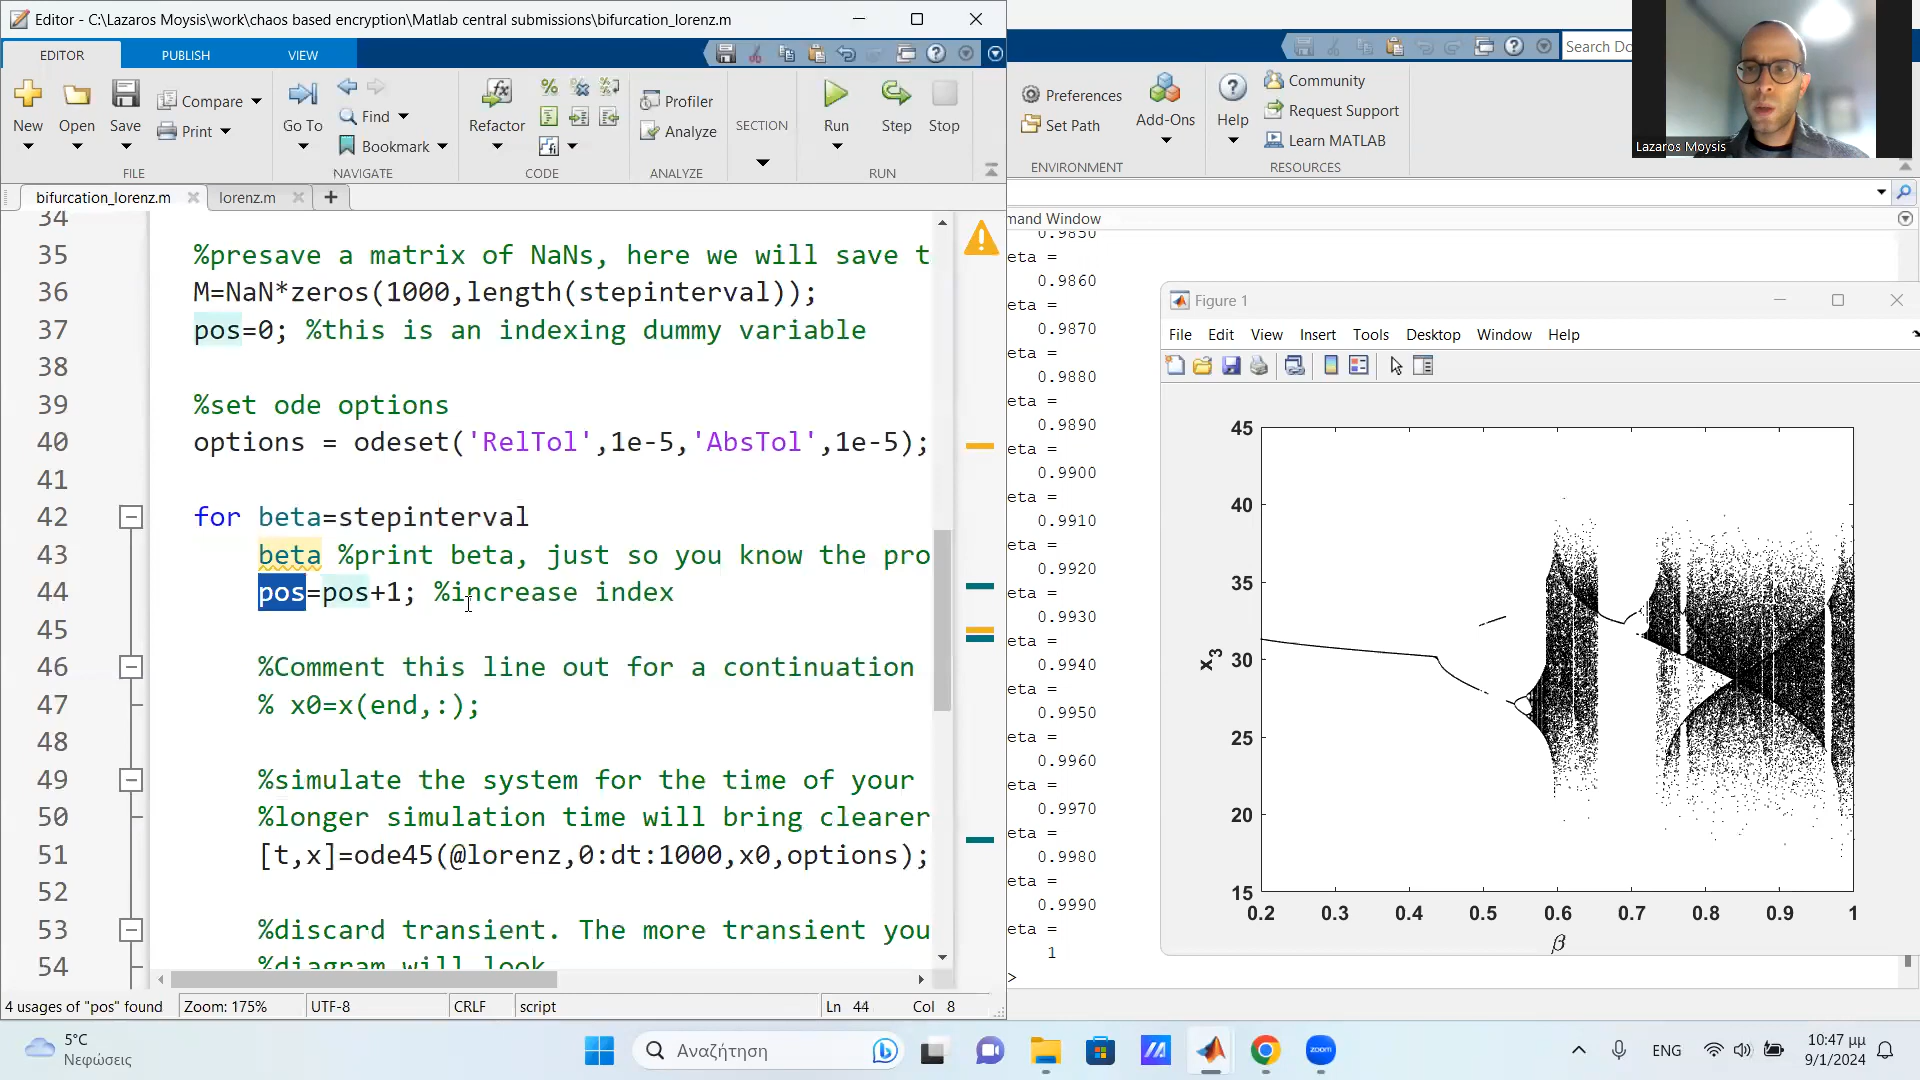 Editor - C:\Lazaros Moysis\work\chaos based encryption\Matlab central submissions\bifurcation_lorenz.m
EDITOR PUBLISH VIEW
Search Do
New Open Save Compare Print
Go To Find Bookmark
Refactor
Profiler Analyze
SECTION
Run Step Stop
FILE NAVIGATE CODE ANALYZE RUN
Preferences
Set Path
Add-Ons
Help
Community
Request Support
Learn MATLAB
ENVIRONMENT RESOURCES
Lazaros Moysis
bifurcation_lorenz.m lorenz.m
34
35 %presave a matrix of NaNs, here we will save t
36 M=NaN*zeros(1000,length(stepinterval));
37 pos=0; %this is an indexing dummy variable
38
39 %set ode options
40 options = odeset('RelTol',1e-5,'AbsTol',1e-5);
41
42 for beta=stepinterval
43 beta %print beta, just so you know the pro
44 pos=pos+1; %increase index
45
46 %Comment this line out for a continuation
47 % x0=x(end,:);
48
49 %simulate the system for the time of your
50 %longer simulation time will bring clearer
51 [t,x]=ode45(@lorenz,0:dt:1000,x0,options);
52
53 %discard transient. The more transient you
54 %diagram will look
4 usages of "pos" found Zoom: 175% UTF-8 CRLF script Ln 44 Col 8
mand Window
0.9850
eta =
0.9860
eta =
0.9870
eta =
0.9880
eta =
0.9890
eta =
0.9900
eta =
0.9910
eta =
0.9920
eta =
0.9930
eta =
0.9940
eta =
0.9950
eta =
0.9960
eta =
0.9970
eta =
0.9980
eta =
0.9990
eta =
1
>
Figure 1
File Edit View Insert Tools Desktop Window Help
45
40
35
30
25
20
15
x3
0.2 0.3 0.4 0.5 0.6 0.7 0.8 0.9 1
β
5°C
Νεφώσεις
Αναζήτηση
zoom
ENG
10:47 μμ
9/1/2024